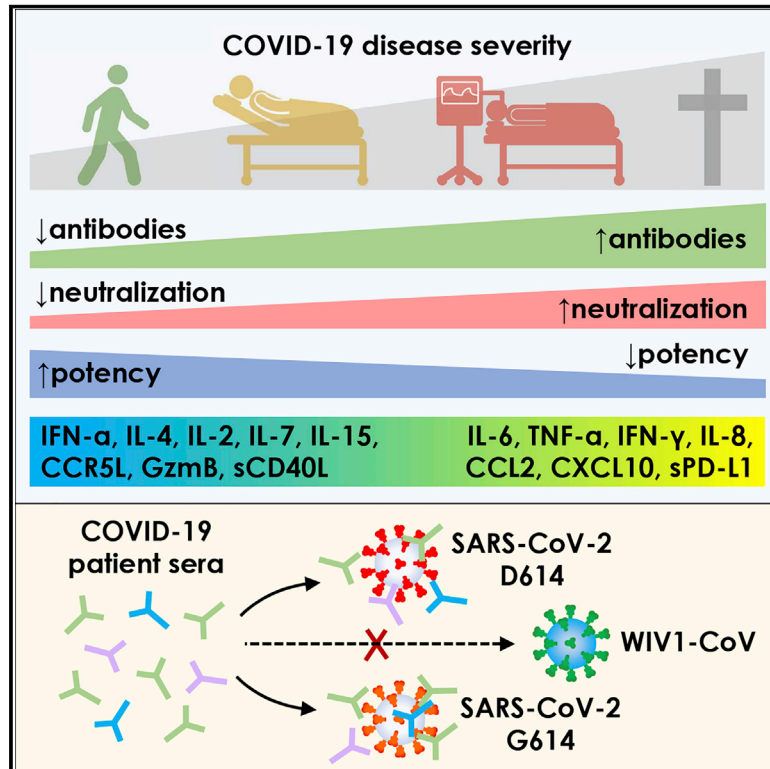 COVID-19 disease severity
↓antibodies
↑antibodies
↓neutralization
↑neutralization
↓potency
↑potency
IFN-α, IL-4, IL-2, IL-7, IL-15,
CCR5L, GzmB, sCD40L
IL-6, TNF-α, IFN-γ, IL-8,
CCL2, CXCL10, sPD-L1
COVID-19
patient sera
SARS-CoV-2
D614
WIV1-CoV
SARS-CoV-2
G614